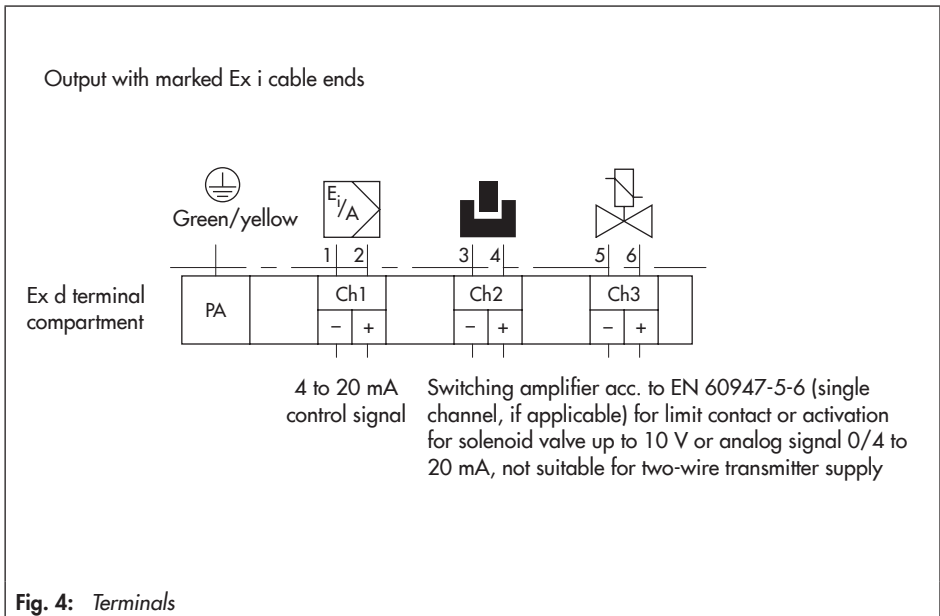 Output with marked Ex i cable ends
Green/yellow
E i/A
1 2 3 4 5 6
Ex d terminal
compartment
PA
Ch1 Ch2 Ch3
– + – + – +
4 to 20 mA
control signal
Switching amplifier acc. to EN 60947-5-6 (single
channel, if applicable) for limit contact or activation
for solenoid valve up to 10 V or analog signal 0/4 to
20 mA, not suitable for two-wire transmitter supply
Fig. 4: Terminals